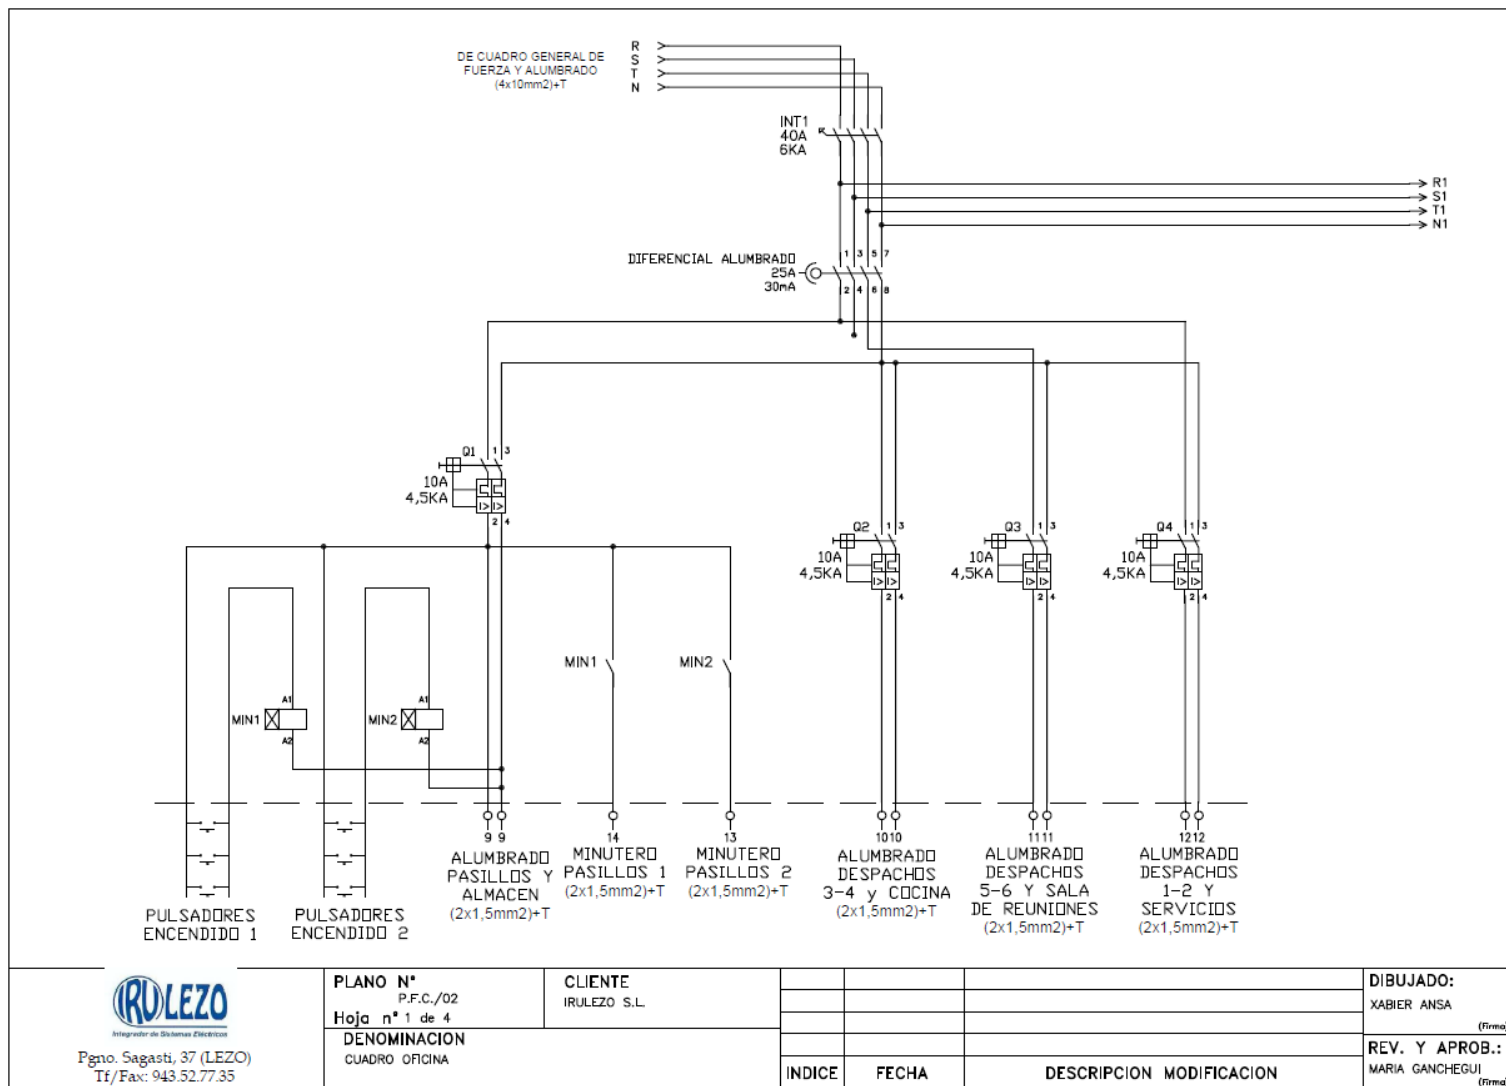 DE CUADRO GENERAL DE
FUERZA Y ALUMBRADO
(4x10mm2)+T
R
S
T
N
INT1
40A
6KA
R1
S1
T1
N1
DIFERENCIAL ALUMBRADO
25A
30mA
1 3 5 7
2 4 6 8
Q1 1 3
10A
4,5KA
I> I>
2 4
Q2 1 3
10A
4,5KA
I> I>
2 4
Q3 1 3
10A
4,5KA
I> I>
2 4
Q4 1 3
10A
4,5KA
I> I>
2 4
MIN1
MIN2
A1
MIN1
A2
A1
MIN2
A2
9 9
14
13
10 10
11 11
12 12
PULSADORES
ENCENDIDO 1
PULSADORES
ENCENDIDO 2
ALUMBRADO
PASILLOS Y
ALMACEN
(2x1,5mm2)+T
MINUTERO
PASILLOS 1
(2x1,5mm2)+T
MINUTERO
PASILLOS 2
(2x1,5mm2)+T
ALUMBRADO
DESPACHOS
3-4 y COCINA
(2x1,5mm2)+T
ALUMBRADO
DESPACHOS
5-6 Y SALA
DE REUNIONES
(2x1,5mm2)+T
ALUMBRADO
DESPACHOS
1-2 Y
SERVICIOS
(2x1,5mm2)+T
IRULEZO
Integrador de Sistemas Eléctricos
Pgno. Sagasti, 37 (LEZO)
Tf/Fax: 943.52.77.35
PLANO Nº
P.F.C./02
Hoja nº 1 de 4
CLIENTE
IRULEZO S.L.
DENOMINACION
CUADRO OFICINA
INDICE
FECHA
DESCRIPCION MODIFICACION
DIBUJADO:
XABIER ANSA
(Firma)
REV. Y APROB.:
MARIA GANCHEGUI
(Firma)